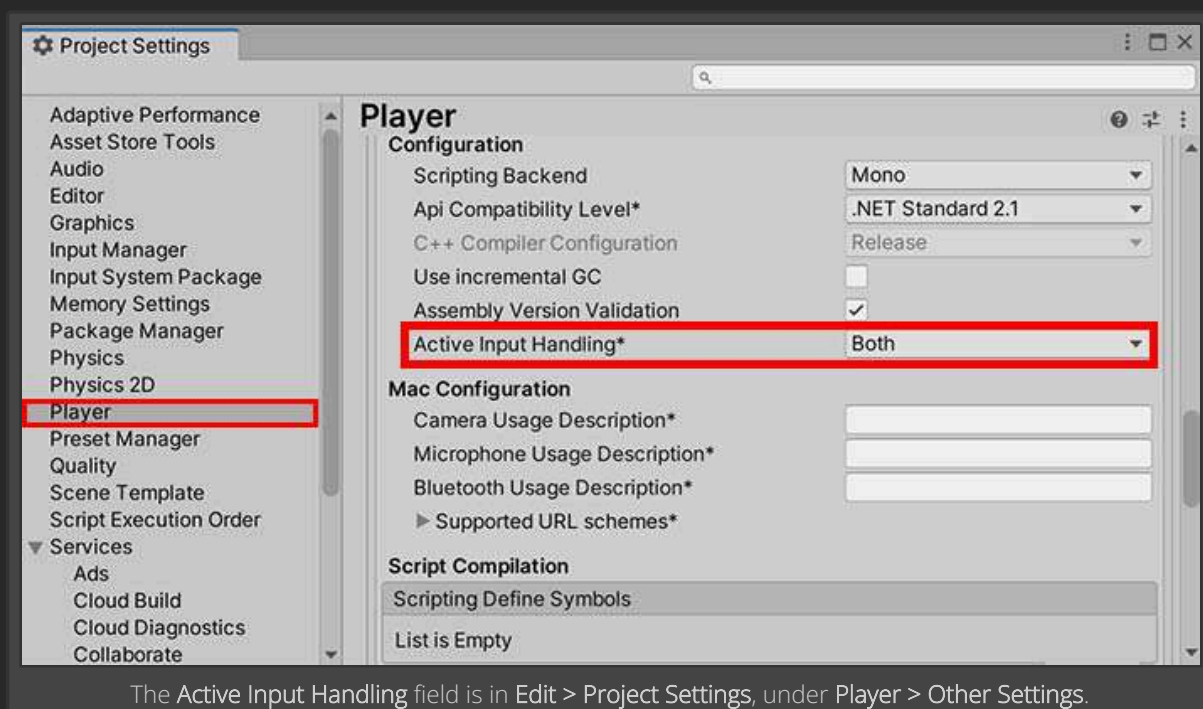 Project Settings
Adaptive Performance
Asset Store Tools
Audio
Editor
Graphics
Input Manager
Input System Package
Memory Settings
Package Manager
Physics
Physics 2D
Player
Preset Manager
Quality
Scene Template
Script Execution Order
Services
Ads
Cloud Build
Cloud Diagnostics
Collaborate
Player
Configuration
Scripting Backend Mono
Api Compatibility Level* .NET Standard 2.1
C++ Compiler Configuration Release
Use incremental GC
Assembly Version Validation
Active Input Handling* Both
Mac Configuration
Camera Usage Description*
Microphone Usage Description*
Bluetooth Usage Description*
Supported URL schemes*
Script Compilation
Scripting Define Symbols
List is Empty
The Active Input Handling field is in Edit > Project Settings, under Player > Other Settings.